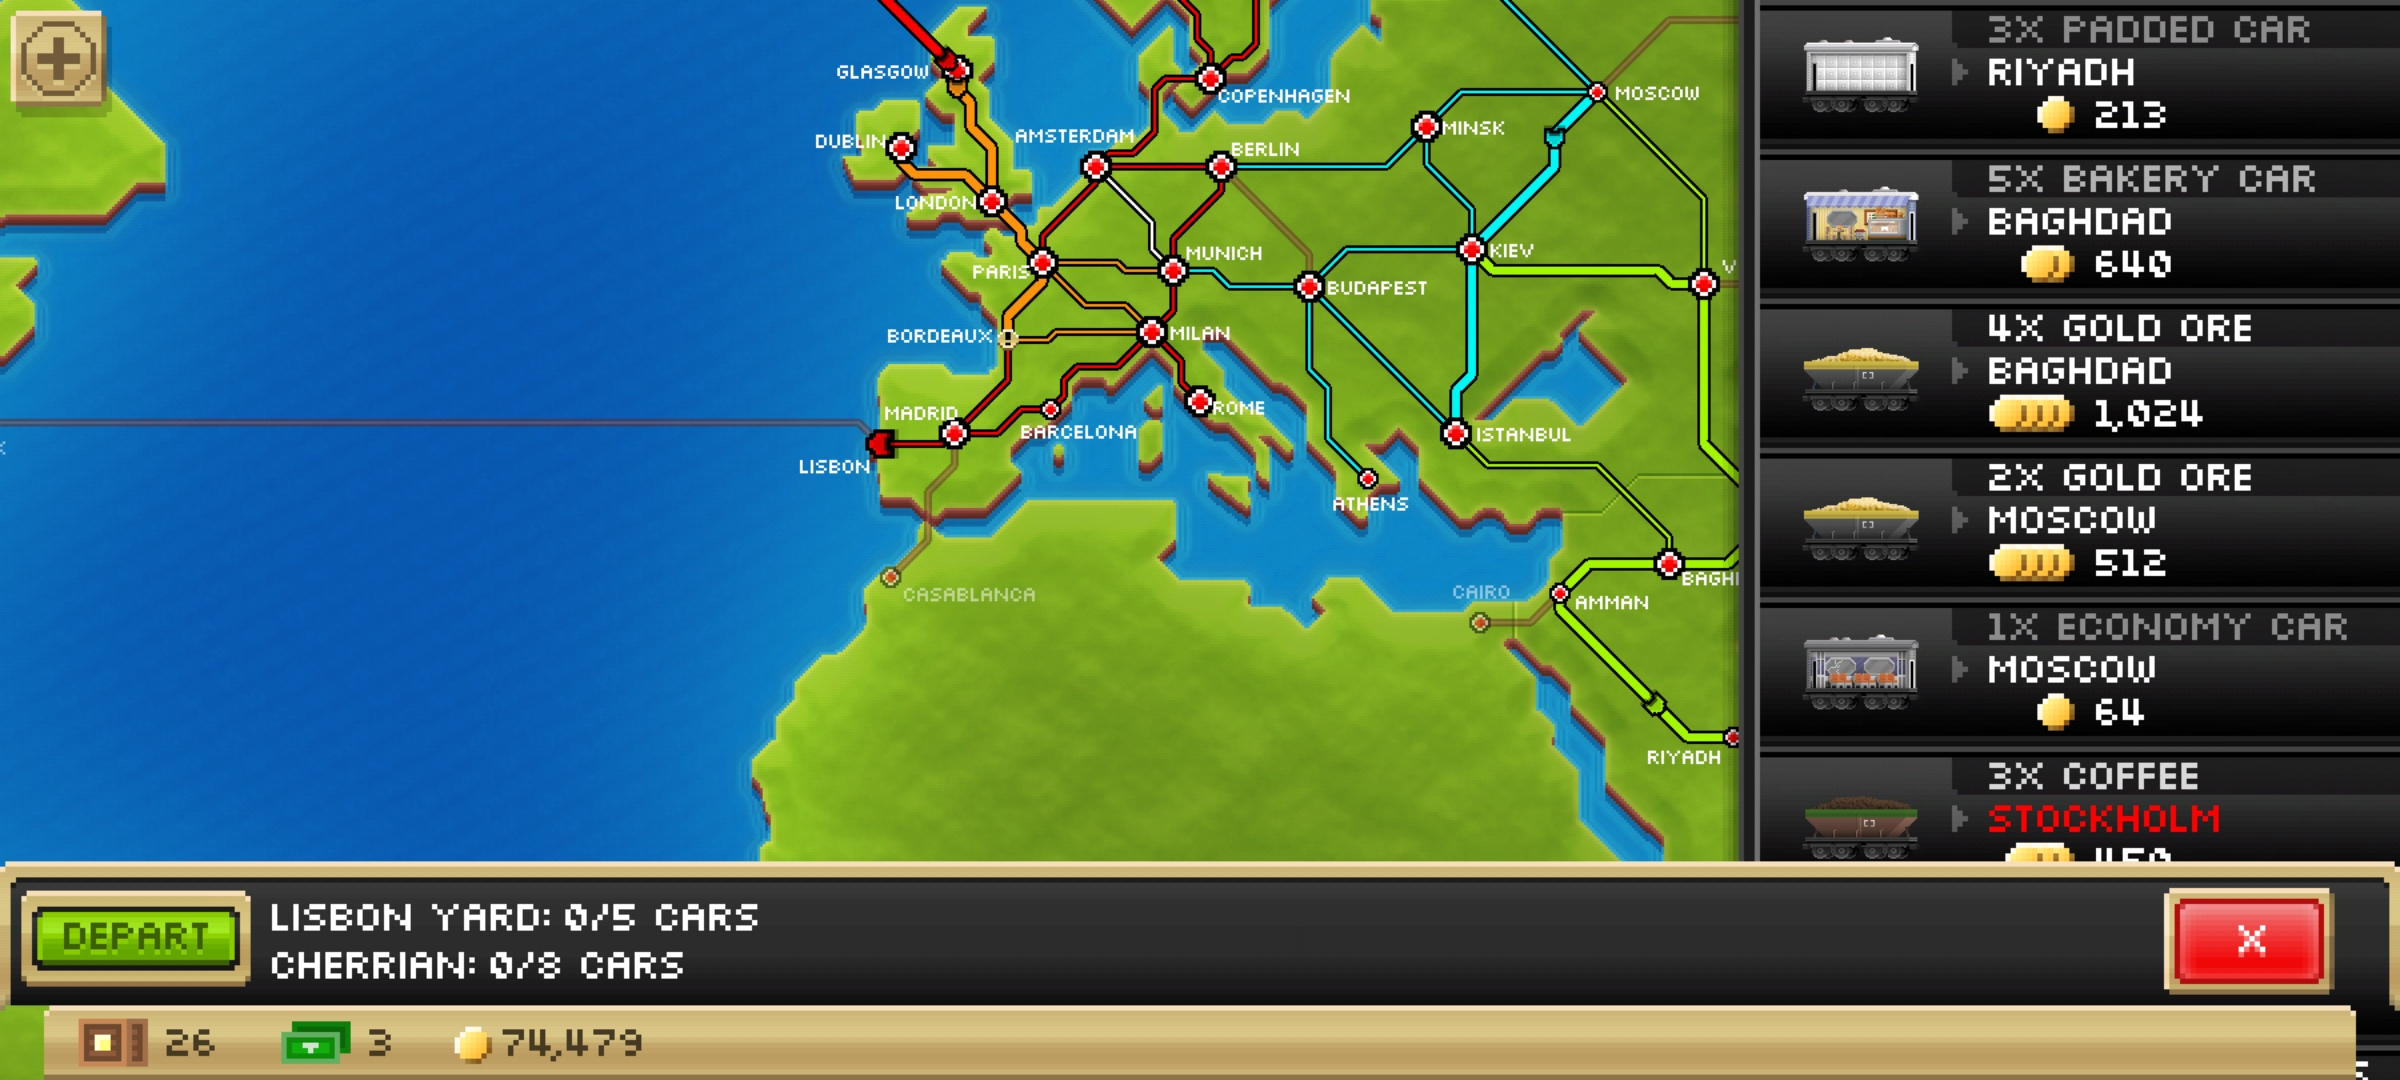 GLASGOW
COPENHAGEN
MOSCOW
DUBLIN
AMSTERDAM
BERLIN
MINSK
LONDON
PARIS
MUNICH
KIEV
V
BUDAPEST
BORDEAUX
MILAN
MADRID
BARCELONA
ROME
ISTANBUL
LISBON
ATHENS
CASABLANCA
CAIRO
AMMAN
BAGH
RIYADH
3X PADDED CAR
RIYADH
213
5X BAKERY CAR
BAGHDAD
640
4X GOLD ORE
BAGHDAD
1,024
2X GOLD ORE
MOSCOW
512
1X ECONOMY CAR
MOSCOW
64
3X COFFEE
STOCKHOLM
DEPART
LISBON YARD: 0/5 CARS
CHERRIAN: 0/8 CARS
X
26
3
74,479